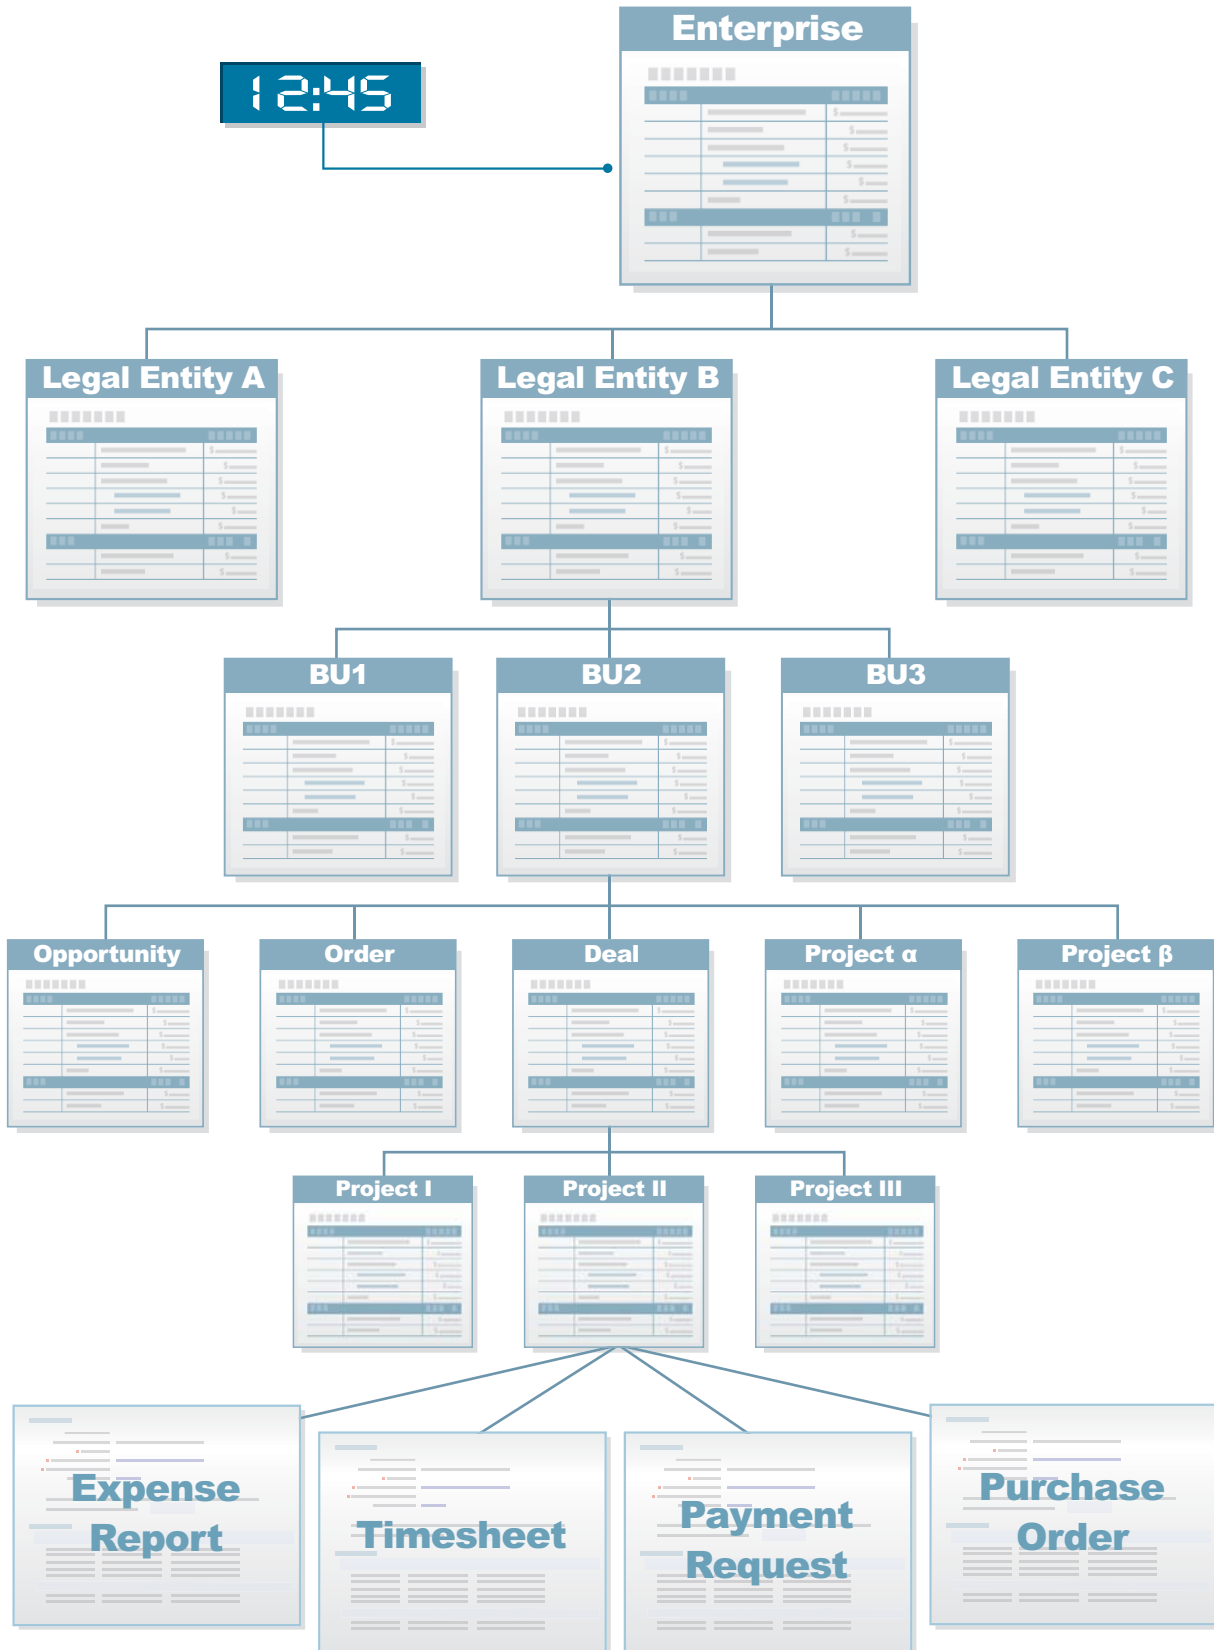 Enterprise
12:45
Legal Entity A
Legal Entity B
Legal Entity C
BU1
BU2
BU3
Opportunity
Order
Deal
Project α
Project β
Project I
Project II
Project III
Expense
Report
Timesheet
Payment
Request
Purchase
Order